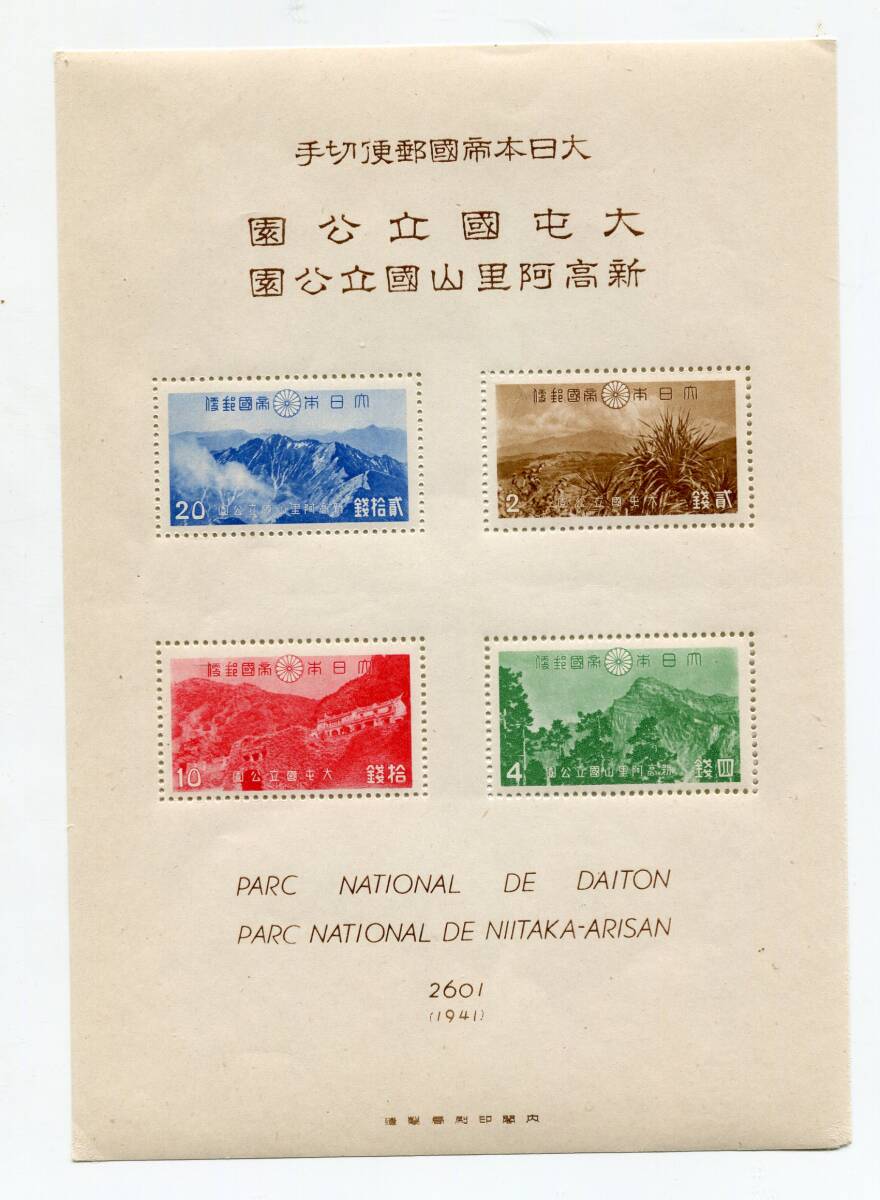 大日本帝國郵便切手
大屯國立公園
新高阿里山國立公園
大日本帝國郵便
20 新高阿里山國立公園 貳拾錢
大日本帝國郵便
2 大屯國立公園 貳錢
大日本帝國郵便
10 大屯國立公園 拾錢
大日本帝國郵便
4 新高阿里山國立公園 四錢
PARC NATIONAL DE DAITON
PARC NATIONAL DE NIITAKA-ARISAN
2601
(1941)
內閣印刷局製造